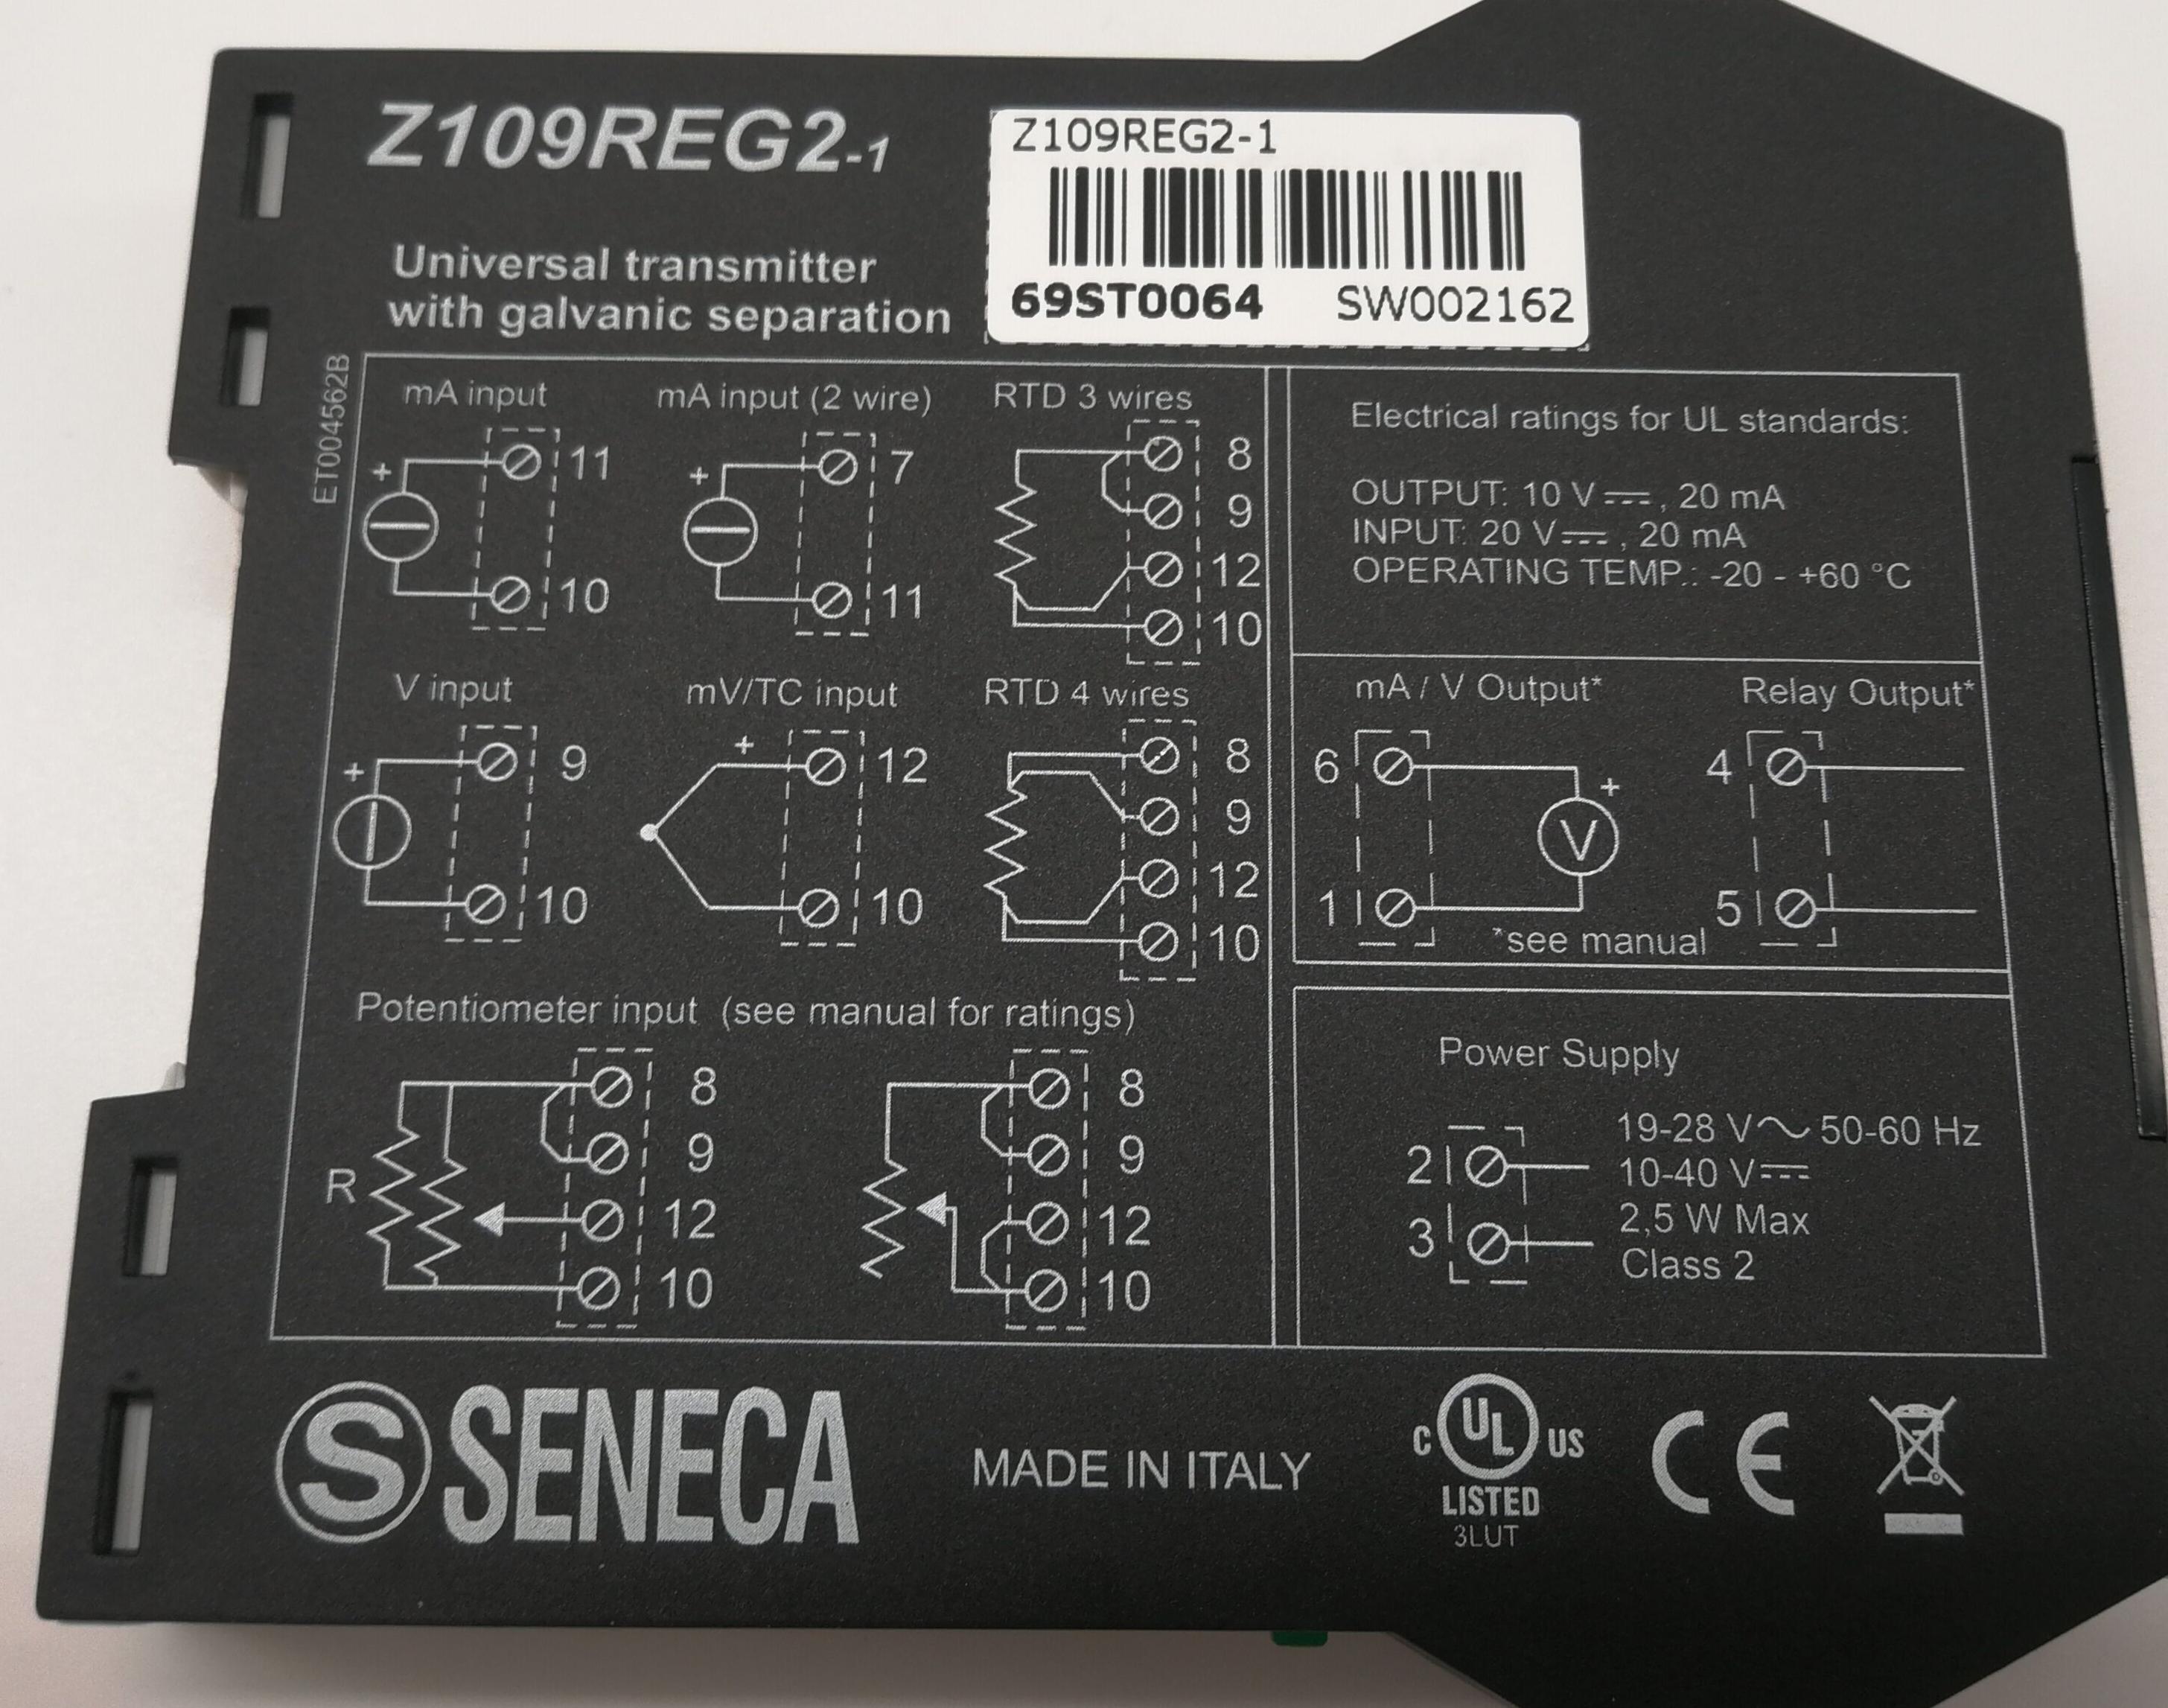 Z109REG2-1
Z109REG2-1
69ST0064 SW002162
Universal transmitter
with galvanic separation
ET004562B
mA input
+
11
10
mA input (2 wire)
+
7
11
RTD 3 wires
8
9
12
10
V input
+
9
10
mV/TC input
+
12
10
RTD 4 wires
8
9
12
10
Potentiometer input (see manual for ratings)
R
8
9
12
10
8
9
12
10
Electrical ratings for UL standards:
OUTPUT: 10 V⎓, 20 mA
INPUT: 20 V⎓, 20 mA
OPERATING TEMP.: -20 - +60 °C
mA / V Output*
6
+
V
1
Relay Output*
4
5
*see manual
Power Supply
2
3
19-28 V~ 50-60 Hz
10-40 V⎓
2,5 W Max
Class 2
S SENECA
MADE IN ITALY
C UL US
LISTED
3LUT
CE